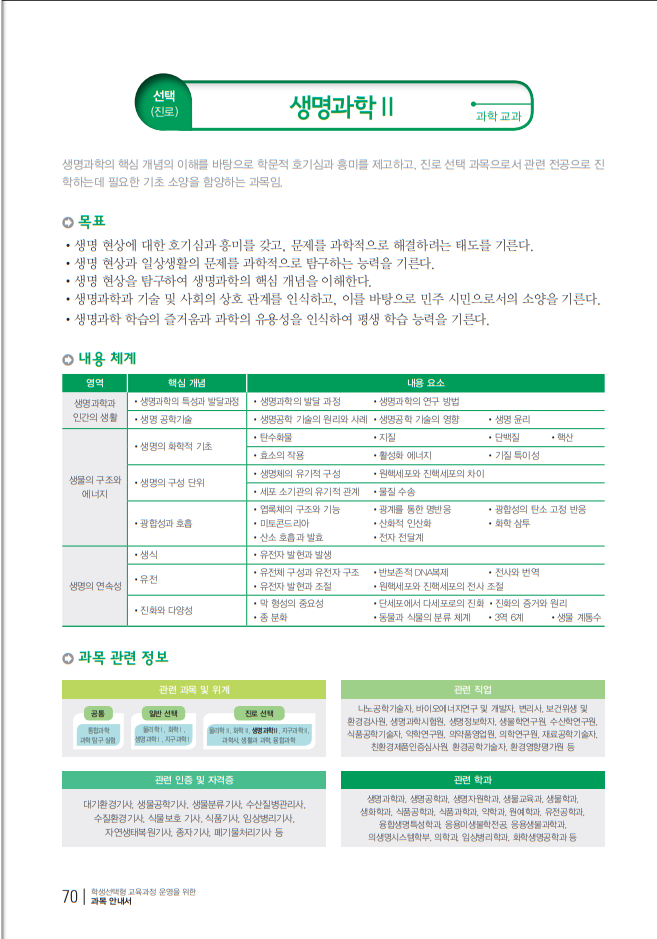 선택
(진로)
생명과학 Ⅱ
과학 교과
생명과학의 핵심 개념의 이해를 바탕으로 학문적 호기심과 흥미를 제고하고, 진로 선택 과목으로서 관련 전공으로 진
학하는데 필요한 기초 소양을 함양하는 과목임.
목표
• 생명 현상에 대한 호기심과 흥미를 갖고, 문제를 과학적으로 해결하려는 태도를 기른다.
• 생명 현상과 일상생활의 문제를 과학적으로 탐구하는 능력을 기른다.
• 생명 현상을 탐구하여 생명과학의 핵심 개념을 이해한다.
• 생명과학과 기술 및 사회의 상호 관계를 인식하고, 이를 바탕으로 민주 시민으로서의 소양을 기른다.
• 생명과학 학습의 즐거움과 과학의 유용성을 인식하여 평생 학습 능력을 기른다.
내용 체계
영역 핵심 개념 내용 요소
생명과학과
인간의 생활
• 생명과학의 특성과 발달과정 • 생명과학의 발달 과정 • 생명과학의 연구 방법
• 생명 공학기술 • 생명공학 기술의 원리와 사례 • 생명공학 기술의 영향 • 생명 윤리
생물의 구조와
에너지
• 생명의 화학적 기초
• 탄수화물 • 지질 • 단백질 • 핵산
• 효소의 작용 • 활성화 에너지 • 기질 특이성
• 생명의 구성 단위
• 생명체의 유기적 구성 • 원핵세포와 진핵세포의 차이
• 세포 소기관의 유기적 관계 • 물질 수송
• 광합성과 호흡
• 엽록체의 구조와 기능 • 광계를 통한 명반응 • 광합성의 탄소 고정 반응
• 미토콘드리아 • 산화적 인산화 • 화학 삼투
• 산소 호흡과 발효 • 전자 전달계
생명의 연속성
• 생식 • 유전자 발현과 발생
• 유전
• 유전체 구성과 유전자 구조 • 반보존적 DNA복제 • 전사와 번역
• 유전자 발현과 조절 • 원핵세포와 진핵세포의 전사 조절
• 진화와 다양성
• 막 형성의 중요성 • 단세포에서 다세포로의 진화 • 진화의 증거와 원리
• 종 분화 • 동물과 식물의 분류 체계 • 3역 6계 • 생물 계통수
과목 관련 정보
관련 과목 및 위계
공통 일반 선택 진로 선택
통합과학
과학 탐구 실험
물리학Ⅰ, 화학Ⅰ,
생명과학Ⅰ, 지구과학Ⅰ
물리학Ⅱ, 화학Ⅱ, 생명과학Ⅱ, 지구과학Ⅱ,
과학사, 생활과 과학, 융합과학
관련 직업
나노공학기술자, 바이오에너지연구 및 개발자, 변리사, 보건위생 및
환경검사원, 생명과학시험원, 생명정보학자, 생물학연구원, 수산학연구원,
식품공학기술자, 약학연구원, 의약품영업원, 의학연구원, 재료공학기술자,
친환경제품인증심사원, 환경공학기술자, 환경영향평가원 등
관련 인증 및 자격증
대기환경기사, 생물공학기사, 생물분류기사, 수산질병관리사,
수질환경기사, 식물보호 기사, 식품기사, 임상병리기사,
자연생태복원기사, 종자기사, 폐기물처리기사 등
관련 학과
생명과학과, 생명공학과, 생명자원학과, 생물교육과, 생물학과,
생화학과, 식품공학과, 식품과학과, 약학과, 원예학과, 유전공학과,
융합생명특성학과, 응용미생물학전공, 응용생물과학과,
의생명시스템학부, 의학과, 임상병리학과, 화학생명공학과 등
70
학생선택형 교육과정 운영을 위한
과목 안내서